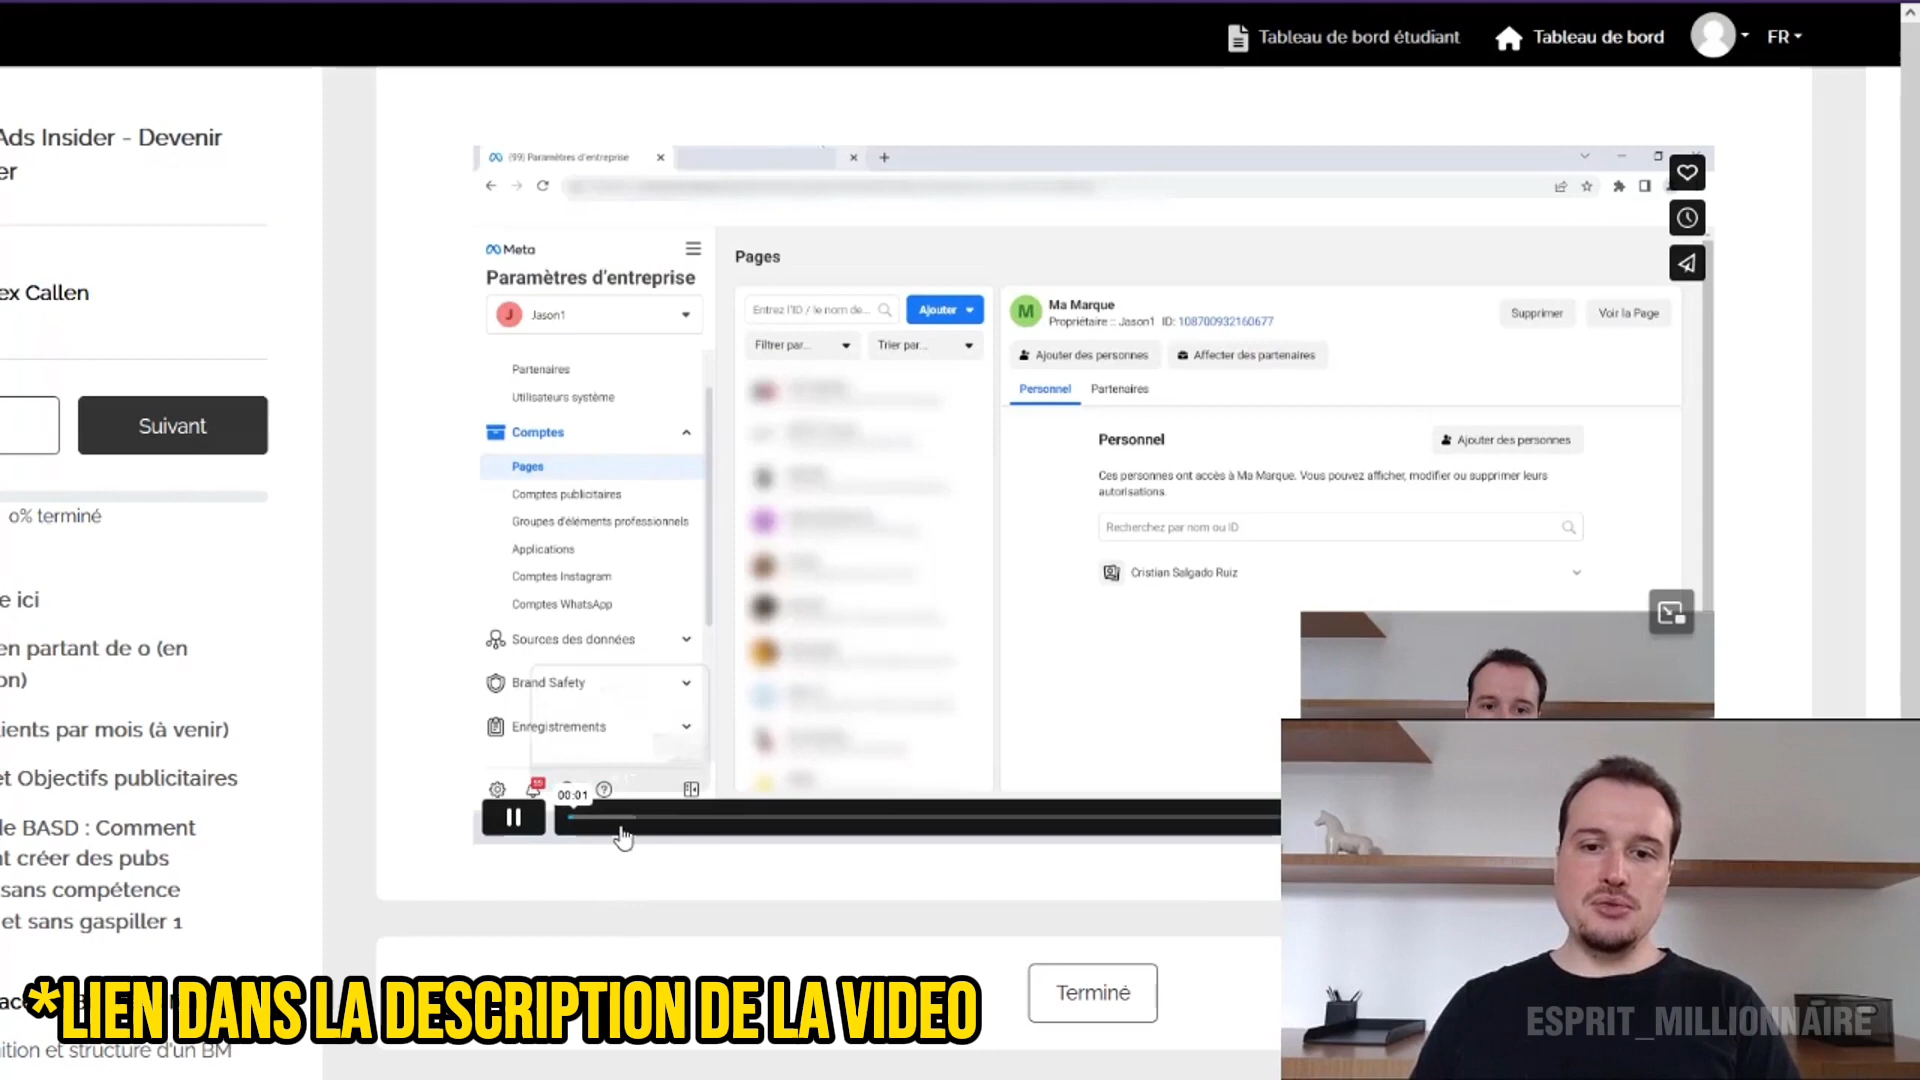 Tableau de bord étudiant
Tableau de bord
FR
Ads Insider - Devenir
er
ex Callen
Suivant
0% terminé
e ici
en partant de 0 (en
on)
lients par mois (à venir)
et Objectifs publicitaires
de BASD : Comment
nt créer des pubs
sans compétence
et sans gaspiller 1
nition et structure d'un BM
(99) Paramètres d'entreprise
Meta
Paramètres d'entreprise
J
Jason1
Partenaires
Utilisateurs système
Comptes
Pages
Comptes publicitaires
Groupes d'éléments professionnels
Applications
Comptes Instagram
Comptes WhatsApp
Sources des données
Brand Safety
Enregistrements
00:01
Pages
Entrez l'ID / le nom de...
Ajouter
Filtrer par...
Trier par...
M
Ma Marque
Propriétaire : Jason1 ID: 108700932160677
Supprimer
Voir la Page
Ajouter des personnes
Affecter des partenaires
Personnel
Partenaires
Personnel
Ajouter des personnes
Ces personnes ont accès à Ma Marque. Vous pouvez afficher, modifier ou supprimer leurs
autorisations.
Recherchez par nom ou ID
Cristian Salgado Ruiz
Terminé
*LIEN DANS LA DESCRIPTION DE LA VIDEO
ESPRIT_MILLIONNAIRE